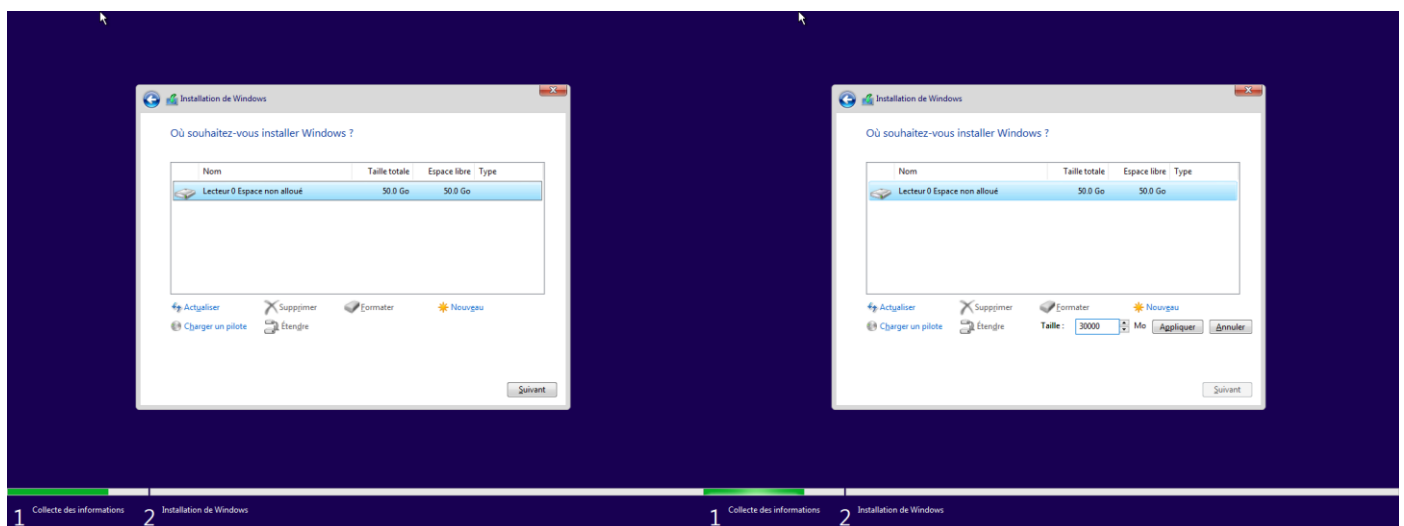 Installation de Windows
Où souhaitez-vous installer Windows ?
Nom Taille totale Espace libre Type
Lecteur 0 Espace non alloué 50.0 Go 50.0 Go
Actualiser Supprimer Formater Nouveau
Charger un pilote Étendre
Suivant
1 Collecte des informations 2 Installation de Windows
Installation de Windows
Où souhaitez-vous installer Windows ?
Nom Taille totale Espace libre Type
Lecteur 0 Espace non alloué 50.0 Go 50.0 Go
Actualiser Supprimer Formater Nouveau
Charger un pilote Étendre Taille : 30000 Mo Appliquer Annuler
Suivant
1 Collecte des informations 2 Installation de Windows